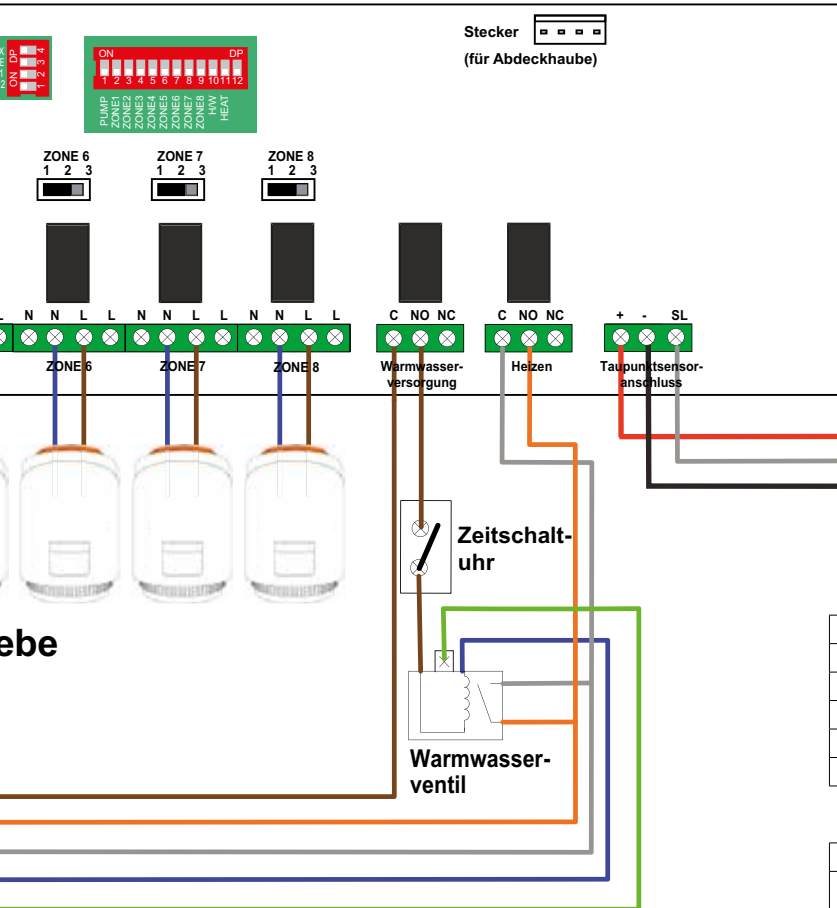 Stecker
(für Abdeckhaube)
ON DP
1 2 3 4
ON DP
1 2 3 4 5 6 7 8 9 10 11 12
PUMP
ZONE1
ZONE2
ZONE3
ZONE4
ZONE5
ZONE6
ZONE7
ZONE8
H/W
HEAT
ZONE 6
1 2 3
ZONE 7
1 2 3
ZONE 8
1 2 3
L N N L L N N L L N N L L
C NO NC
C NO NC
+ - SL
ZONE 6
ZONE 7
ZONE 8
Warmwasser-
versorgung
Heizen
Taupunktsensor-
anschluss
Zeitschalt-
uhr
ebe
Warmwasser-
ventil